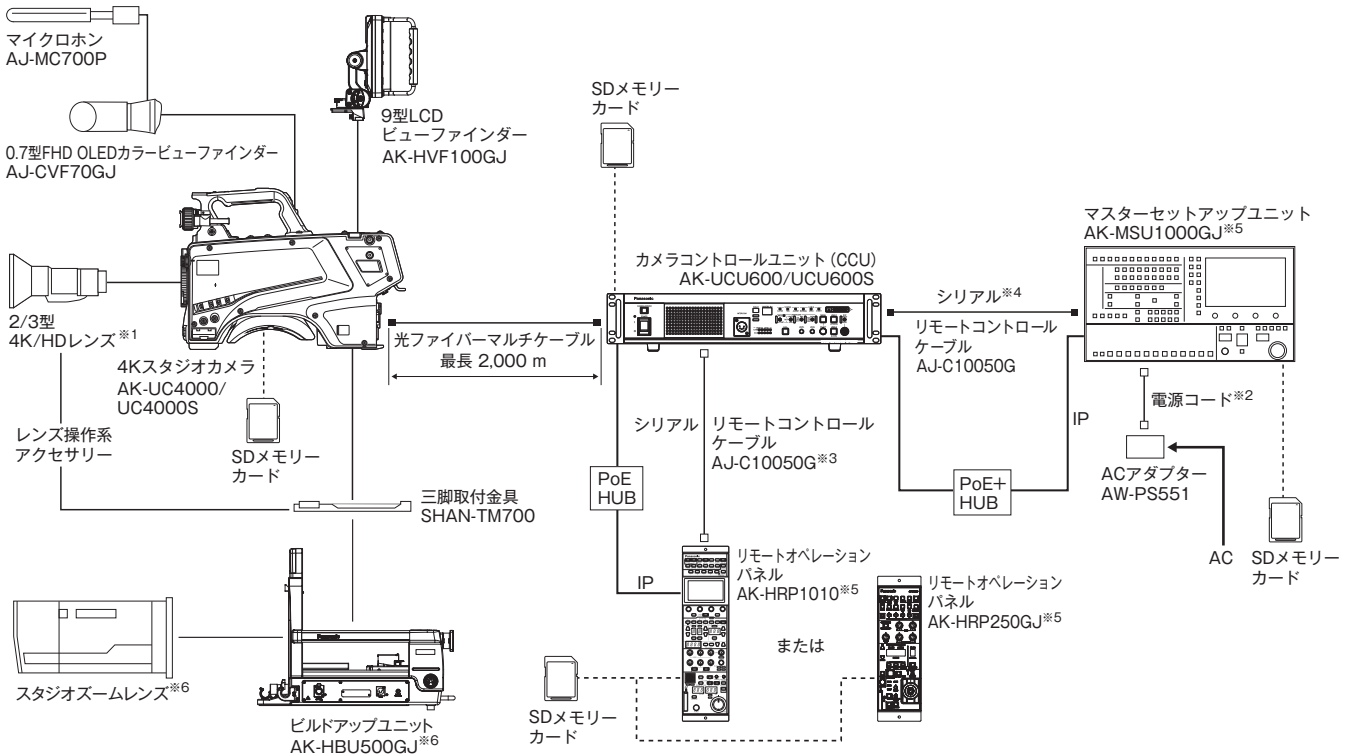 マイクロホン
AJ-MC700P
0.7型FHD OLEDカラービューファインダー
AJ-CVF70GJ
9型LCD
ビューファインダー
AK-HVF100GJ
2/3型
4K/HDレンズ※1
4Kスタジオカメラ
AK-UC4000/
UC4000S
SDメモリー
カード
レンズ操作系
アクセサリー
三脚取付金具
SHAN-TM700
スタジオズームレンズ※6
Panasonic
ビルドアップユニット
AK-HBU500GJ※6
光ファイバーマルチケーブル
最長 2,000 m
SDメモリー
カード
カメラコントロールユニット（CCU）
AK-UCU600/UCU600S
Panasonic
シリアル
リモートコントロール
ケーブル
AJ-C10050G※3
PoE
HUB
IP
リモートオペレーション
パネル
AK-HRP1010※5
または
リモートオペレーション
パネル
AK-HRP250GJ※5
SDメモリー
カード
シリアル※4
リモートコントロール
ケーブル
AJ-C10050G
PoE+
HUB
IP
マスターセットアップユニット
AK-MSU1000GJ※5
電源コード※2
ACアダプター
AW-PS551
AC
SDメモリー
カード